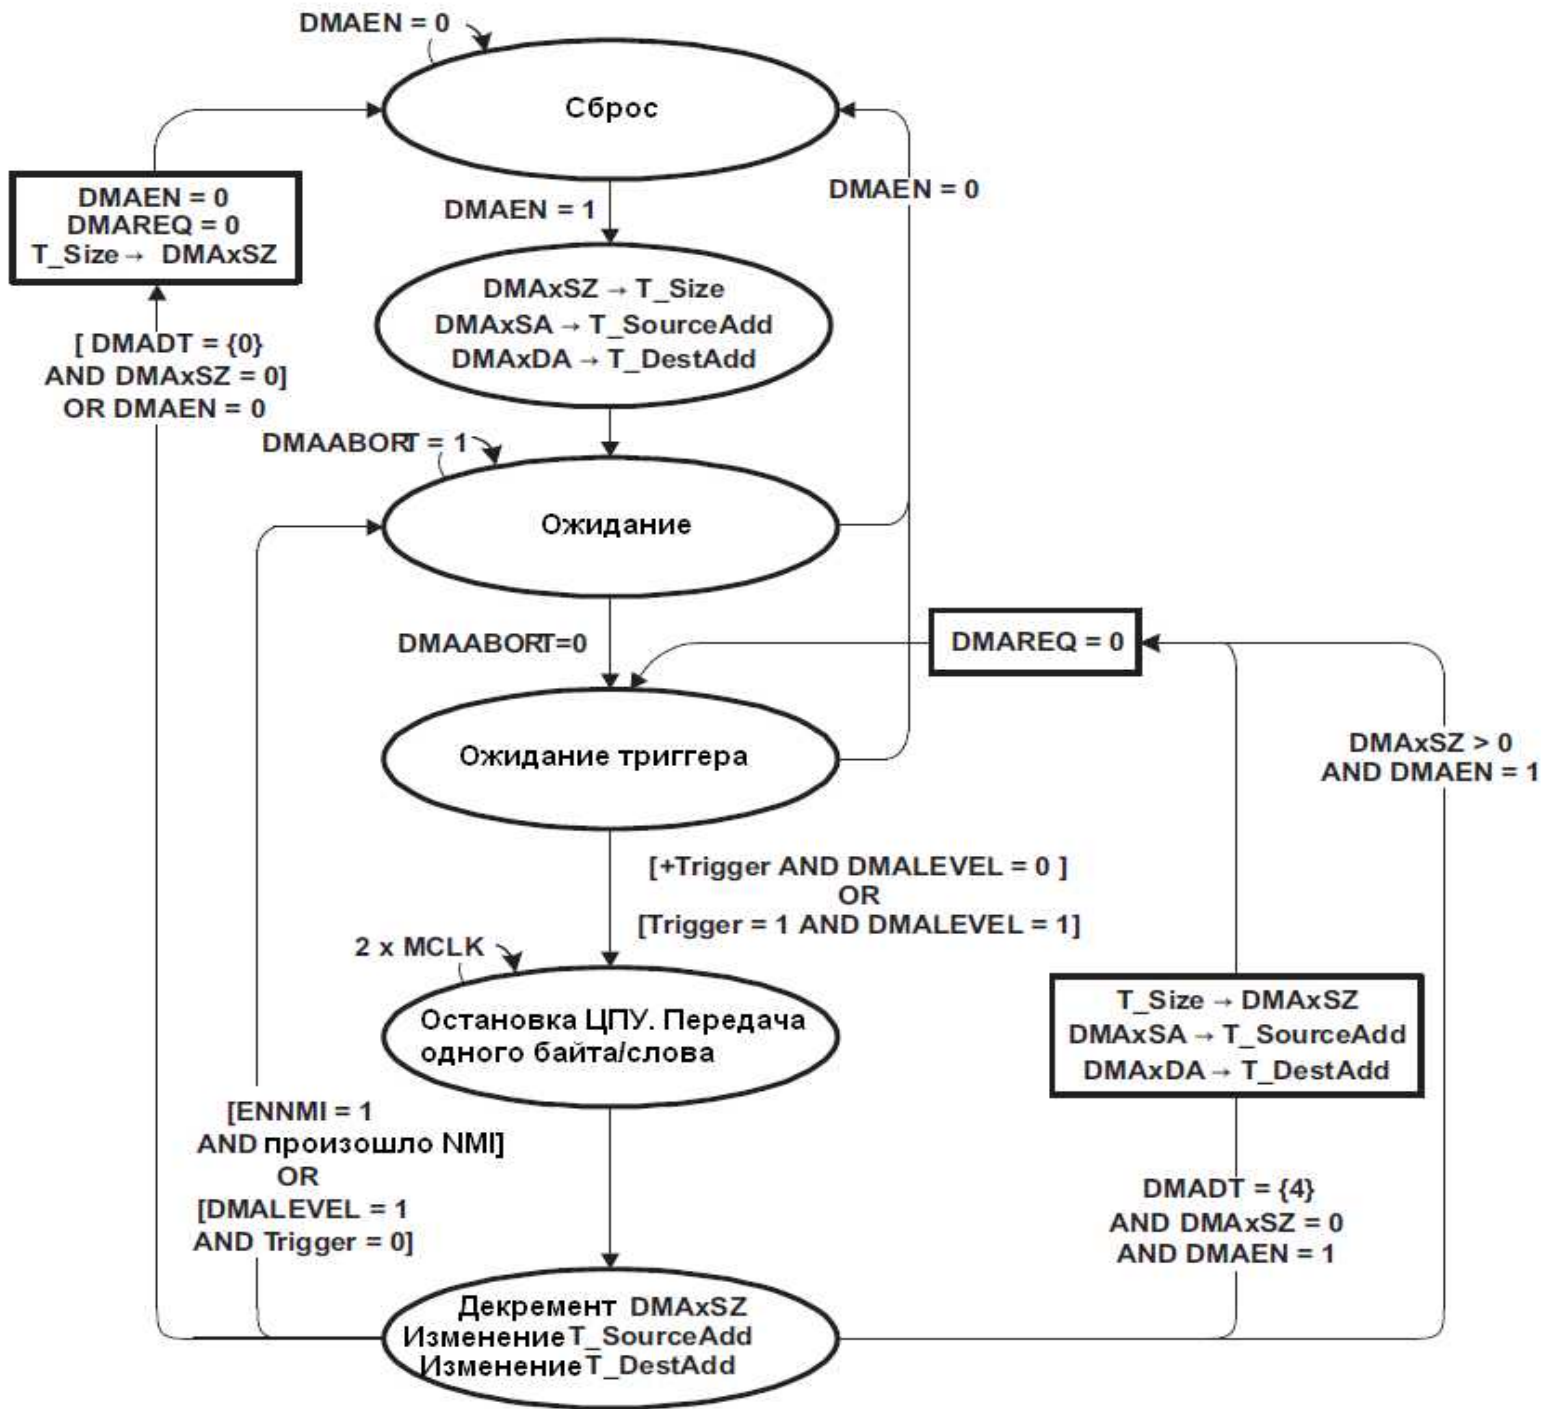 DMAEN = 0
Сброс
DMAEN = 0
DMAREQ = 0
T_Size → DMAxSZ
DMAEN = 1
DMAEN = 0
DMAxSZ → T_Size
DMAxSA → T_SourceAdd
DMAxDA → T_DestAdd
[ DMADT = {0}
AND DMAxSZ = 0]
OR DMAEN = 0
DMAABORT = 1
Ожидание
DMAABORT=0
DMAREQ = 0
Ожидание триггера
DMAxSZ > 0
AND DMAEN = 1
[+Trigger AND DMALEVEL = 0 ]
OR
[Trigger = 1 AND DMALEVEL = 1]
2 x MCLK
Остановка ЦПУ. Передача
одного байта/слова
T_Size → DMAxSZ
DMAxSA → T_SourceAdd
DMAxDA → T_DestAdd
[ENNMI = 1
AND произошло NMI]
OR
[DMALEVEL = 1
AND Trigger = 0]
DMADT = {4}
AND DMAxSZ = 0
AND DMAEN = 1
Декремент DMAxSZ
Изменение T_SourceAdd
Изменение T_DestAdd